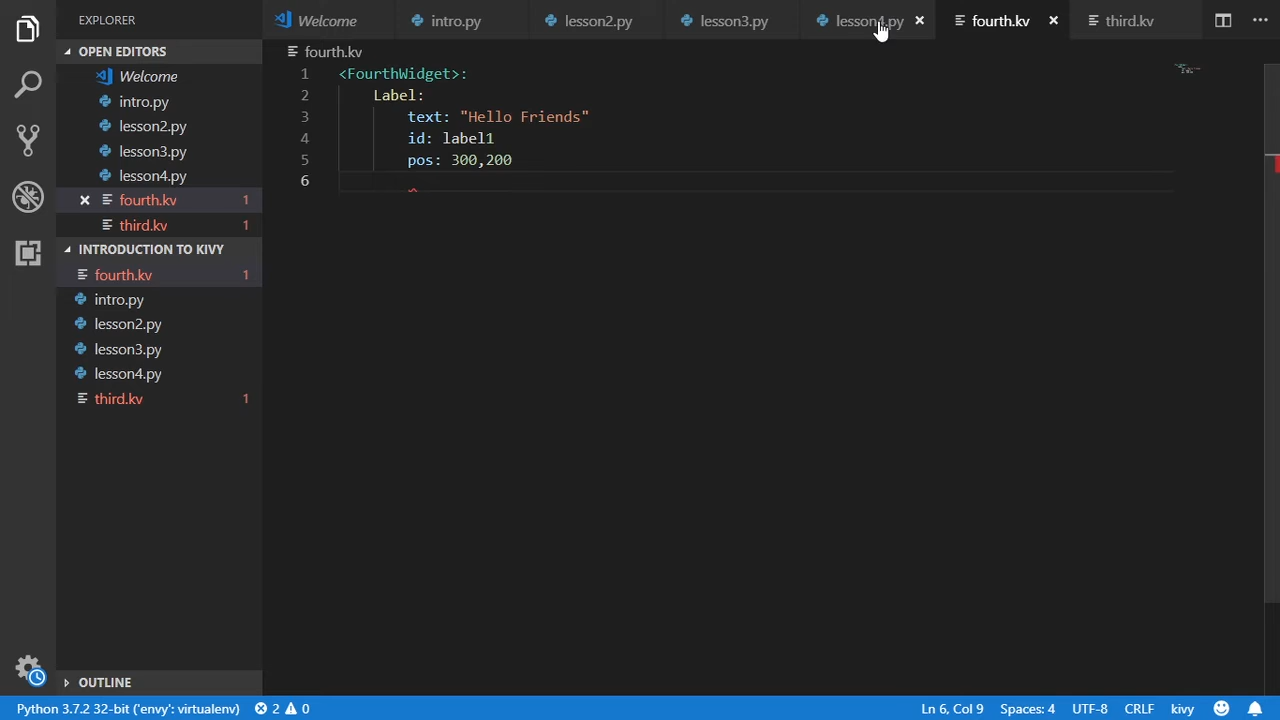 EXPLORER
OPEN EDITORS
Welcome
intro.py
lesson2.py
lesson3.py
lesson4.py
fourth.kv 1
third.kv 1
INTRODUCTION TO KIVY
fourth.kv 1
intro.py
lesson2.py
lesson3.py
lesson4.py
third.kv 1
OUTLINE
Welcome intro.py lesson2.py lesson3.py lesson4.py fourth.kv third.kv
fourth.kv
1 <FourthWidget>:
2 Label:
3 text: "Hello Friends"
4 id: label1
5 pos: 300,200
6
Python 3.7.2 32-bit ('envy': virtualenv) 2 0 Ln 6, Col 9 Spaces: 4 UTF-8 CRLF kivy